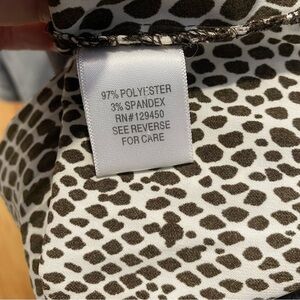 97% POLYESTER
3% SPANDEX
RN#129450
SEE REVERSE
FOR CARE